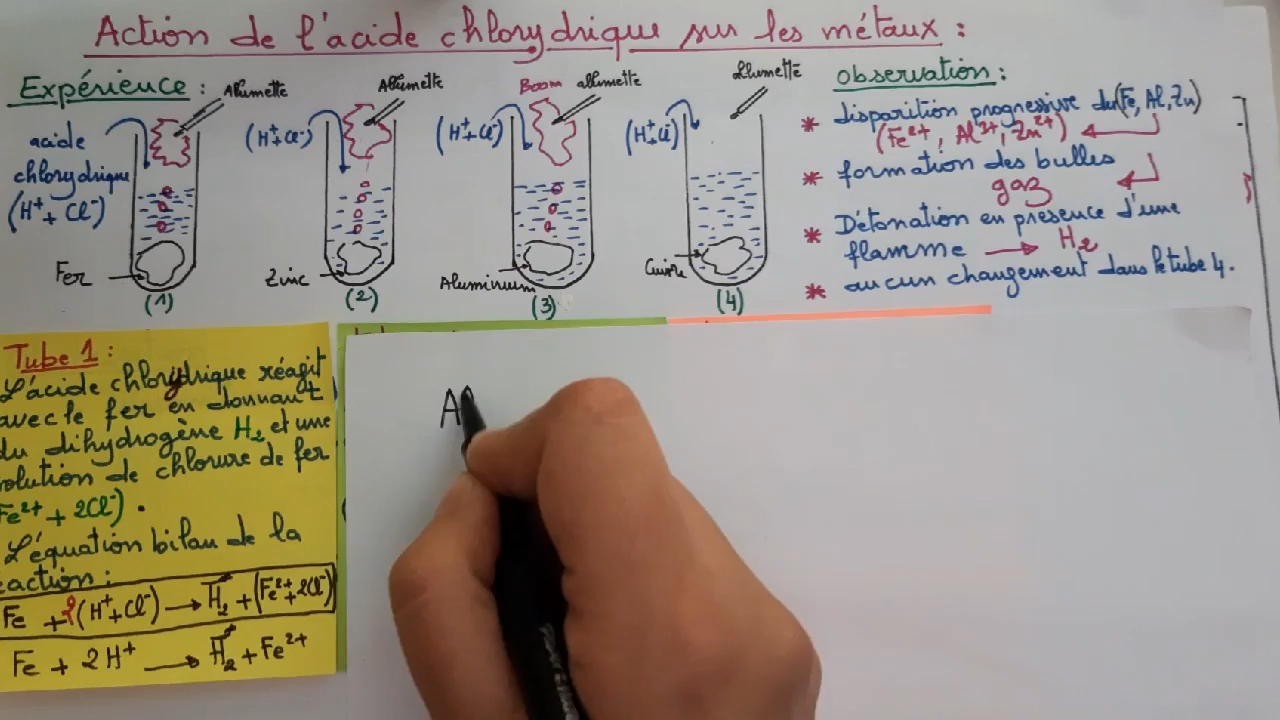 Action de l'acide chlorydrique sur les métaux :
Expérience :
Allumette
Allumette
Boom allumette
Allumette
acide
chlorydrique
(H⁺ + Cl⁻)
(H⁺+Cl⁻)
(H⁺+Cl⁻)
(H⁺+Cl⁻)
Fer
Zinc
Aluminium
Cuivre
(1)
(2)
(3)
(4)
observation :
* disparition progressive du (Fe, Al, Zn)
(Fe²⁺, Al³⁺, Zn²⁺)
* formation des bulles
gaz
* Détonation en présence d'une
flamme → H₂
* aucun changement dans le tube 4.
Tube 1 :
L'acide chlorydrique réagit
avec le fer en donnant
du dihydrogène H₂ et une
solution de chlorure de fer
Fe²⁺ + 2Cl⁻) .
L'équation bilan de la
eaction :
Fe + 2(H⁺+Cl⁻) → H₂ + (Fe²⁺+2Cl⁻)
Fe + 2H⁺ → H₂ + Fe²⁺
Al